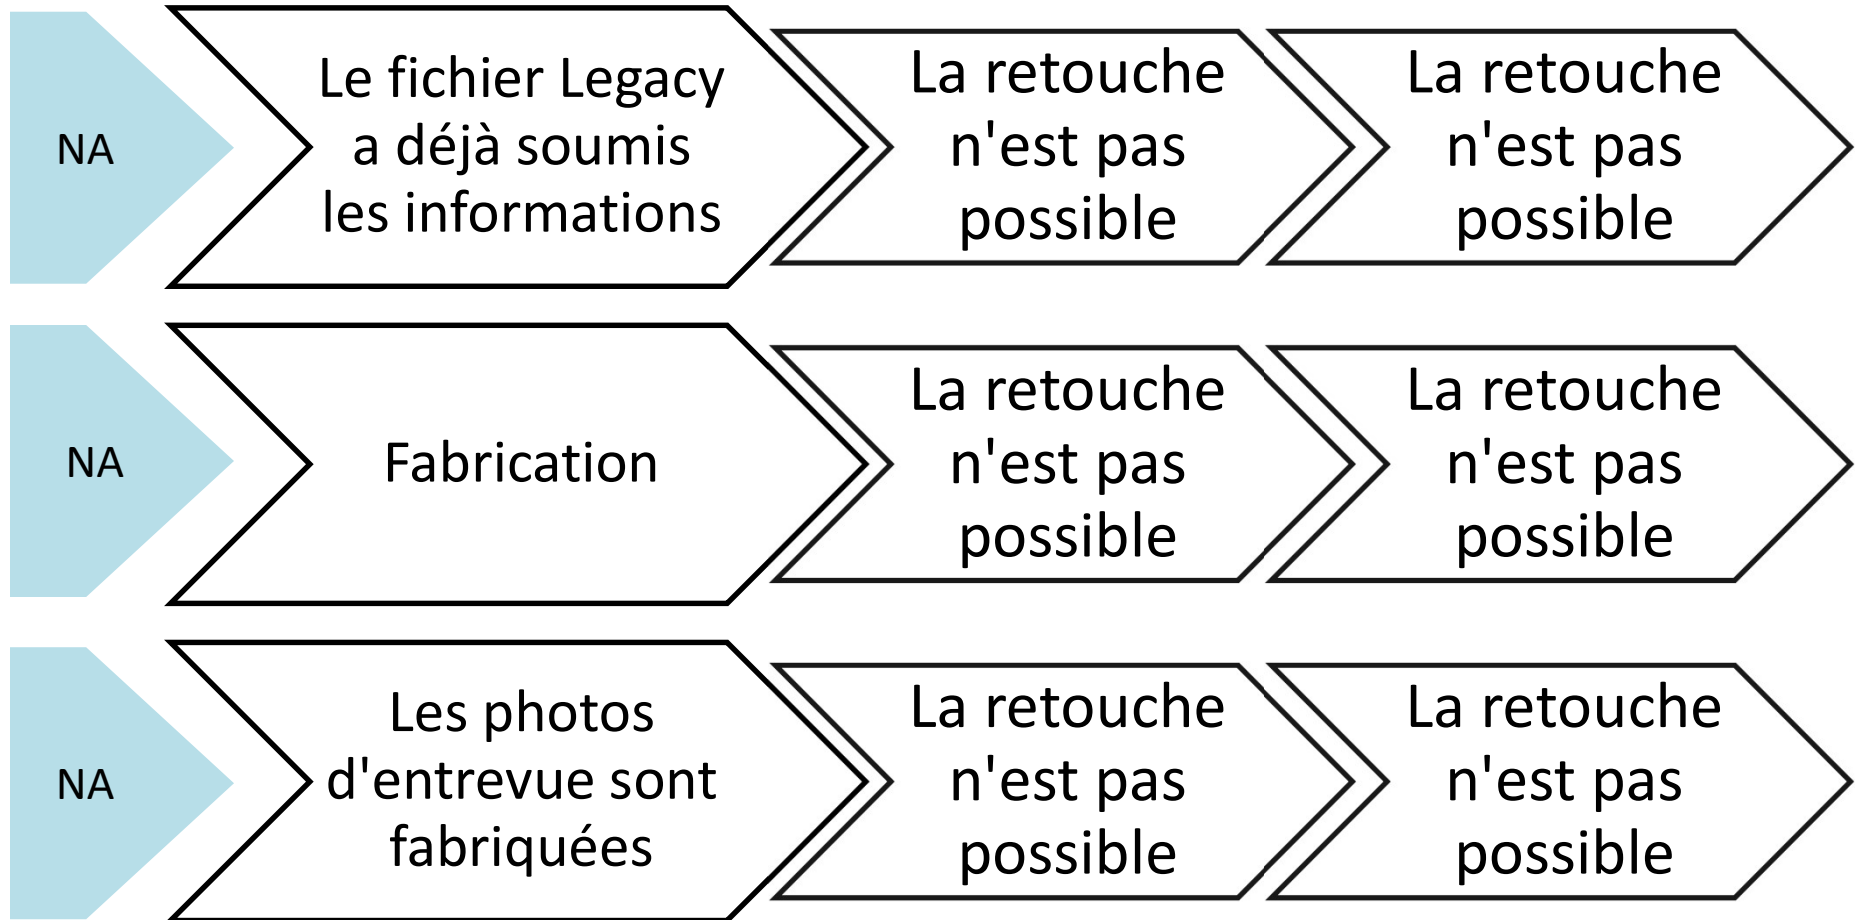 NA
Le fichier Legacy
a déjà soumis
les informations
La retouche
n'est pas
possible
La retouche
n'est pas
possible
NA
Fabrication
La retouche
n'est pas
possible
La retouche
n'est pas
possible
NA
Les photos
d'entrevue sont
fabriquées
La retouche
n'est pas
possible
La retouche
n'est pas
possible